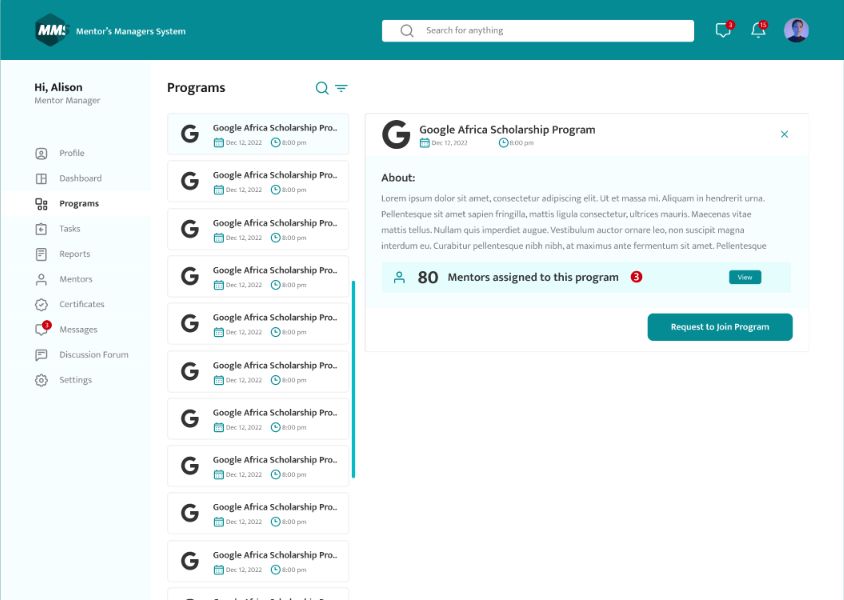 MMS
Mentor's Managers System
Search for anything
3
15
Hi, Alison
Mentor Manager
Profile
Dashboard
Programs
Tasks
Reports
Mentors
Certificates
3
Messages
Discussion Forum
Settings
Programs
G
Google Africa Scholarship Pro..
Dec 12, 2022 8:00 pm
G
Google Africa Scholarship Pro..
Dec 12, 2022 8:00 pm
G
Google Africa Scholarship Pro..
Dec 12, 2022 8:00 pm
G
Google Africa Scholarship Pro..
Dec 12, 2022 8:00 pm
G
Google Africa Scholarship Pro..
Dec 12, 2022 8:00 pm
G
Google Africa Scholarship Pro..
Dec 12, 2022 8:00 pm
G
Google Africa Scholarship Pro..
Dec 12, 2022 8:00 pm
G
Google Africa Scholarship Pro..
Dec 12, 2022 8:00 pm
G
Google Africa Scholarship Pro..
Dec 12, 2022 8:00 pm
G
Google Africa Scholarship Pro..
Dec 12, 2022 8:00 pm
G
Google Africa Scholarship Program
Dec 12, 2022 8:00 pm
About:
Lorem ipsum dolor sit amet, consectetur adipiscing elit. Ut et massa mi. Aliquam in hendrerit urna.
Pellentesque sit amet sapien fringilla, mattis ligula consectetur, ultrices mauris. Maecenas vitae
mattis tellus. Nullam quis imperdiet augue. Vestibulum auctor ornare leo, non suscipit magna
interdum eu. Curabitur pellentesque nibh nibh, at maximus ante fermentum sit amet. Pellentesque
80 Mentors assigned to this program 3 View
Request to Join Program